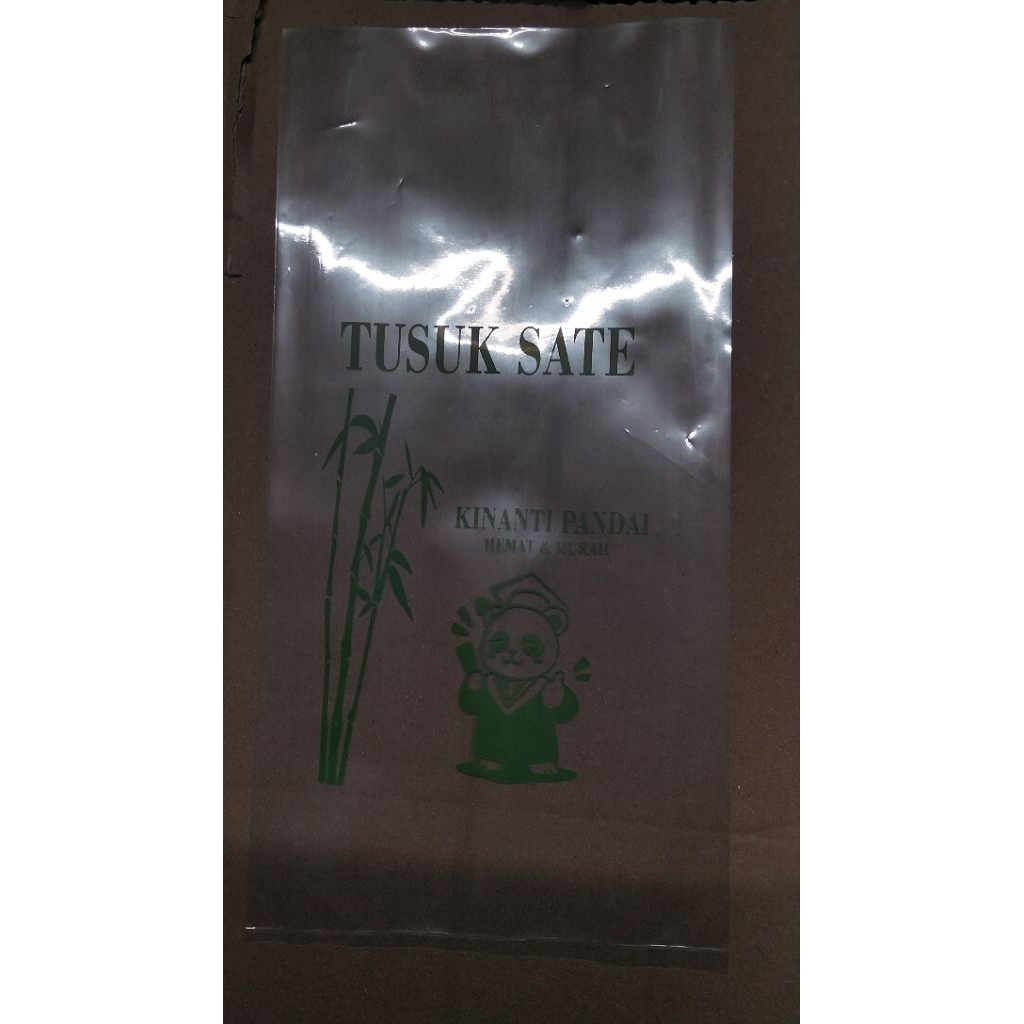 TUSUK SATE
KINANTI PANDAI
HEMAT & MURAH